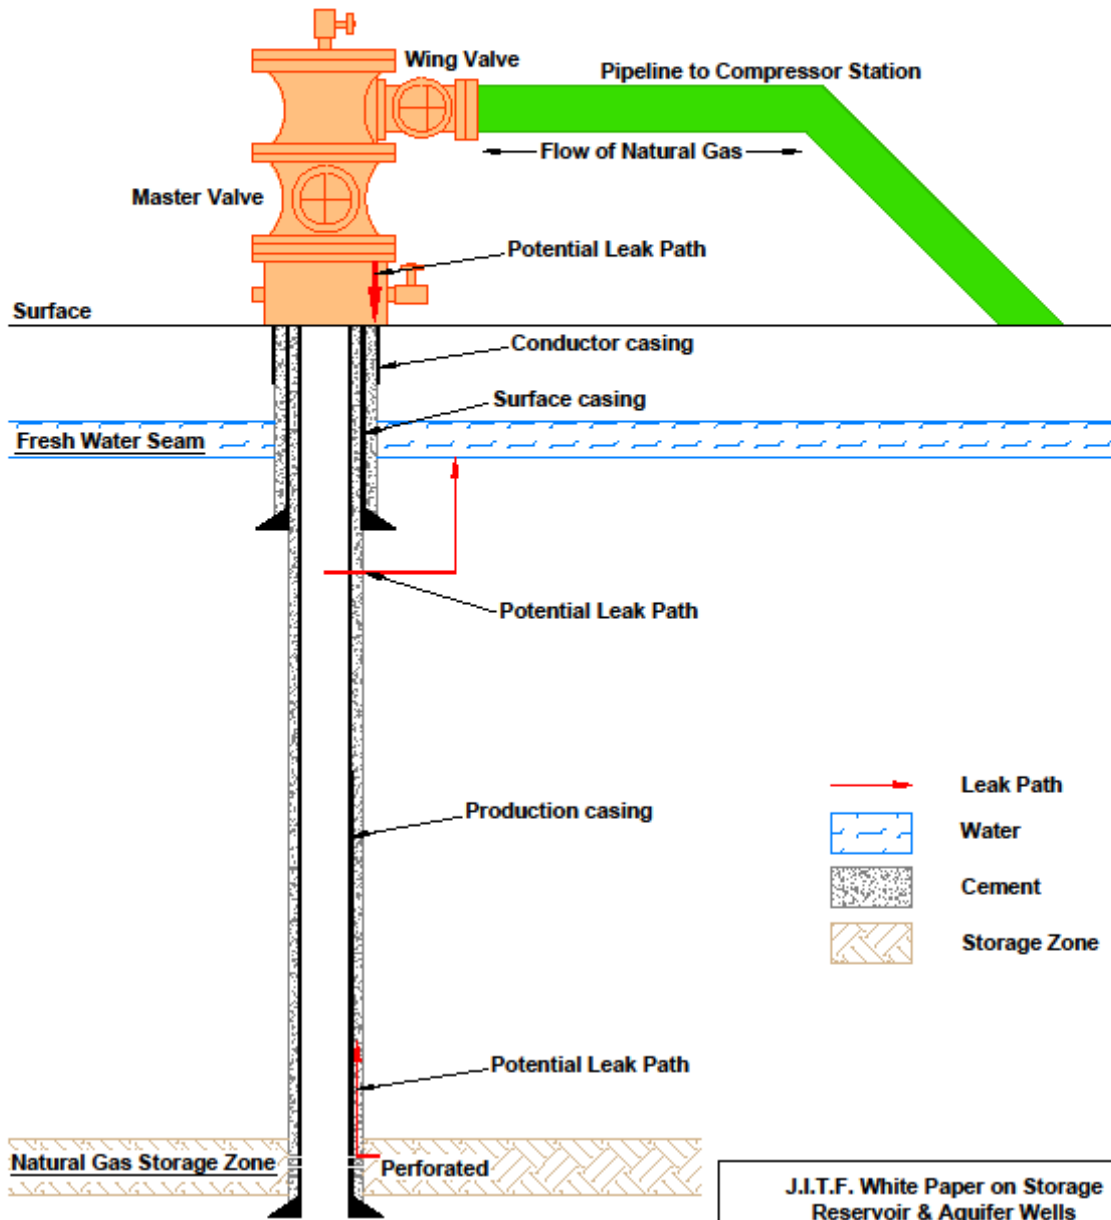 Wing Valve
Pipeline to Compressor Station
Flow of Natural Gas
Master Valve
Potential Leak Path
Surface
Conductor casing
Surface casing
Fresh Water Seam
Potential Leak Path
Leak Path
Production casing
Water
Cement
Storage Zone
Potential Leak Path
Natural Gas Storage Zone
Perforated
J.I.T.F. White Paper on Storage
Reservoir & Aquifer Wells